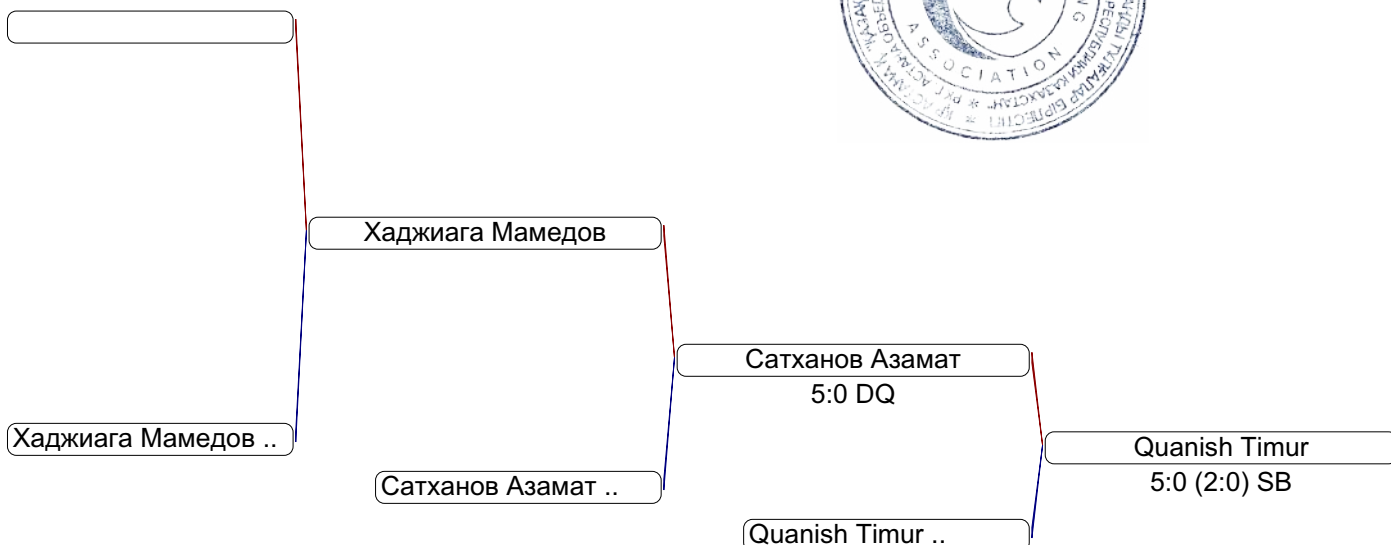 ASSOCIATION
Хаджиага Мамедов
Сатханов Азамат
5:0 DQ
Хаджиага Мамедов ..
Quanish Timur
5:0 (2:0) SB
Сатханов Азамат ..
Quanish Timur ..